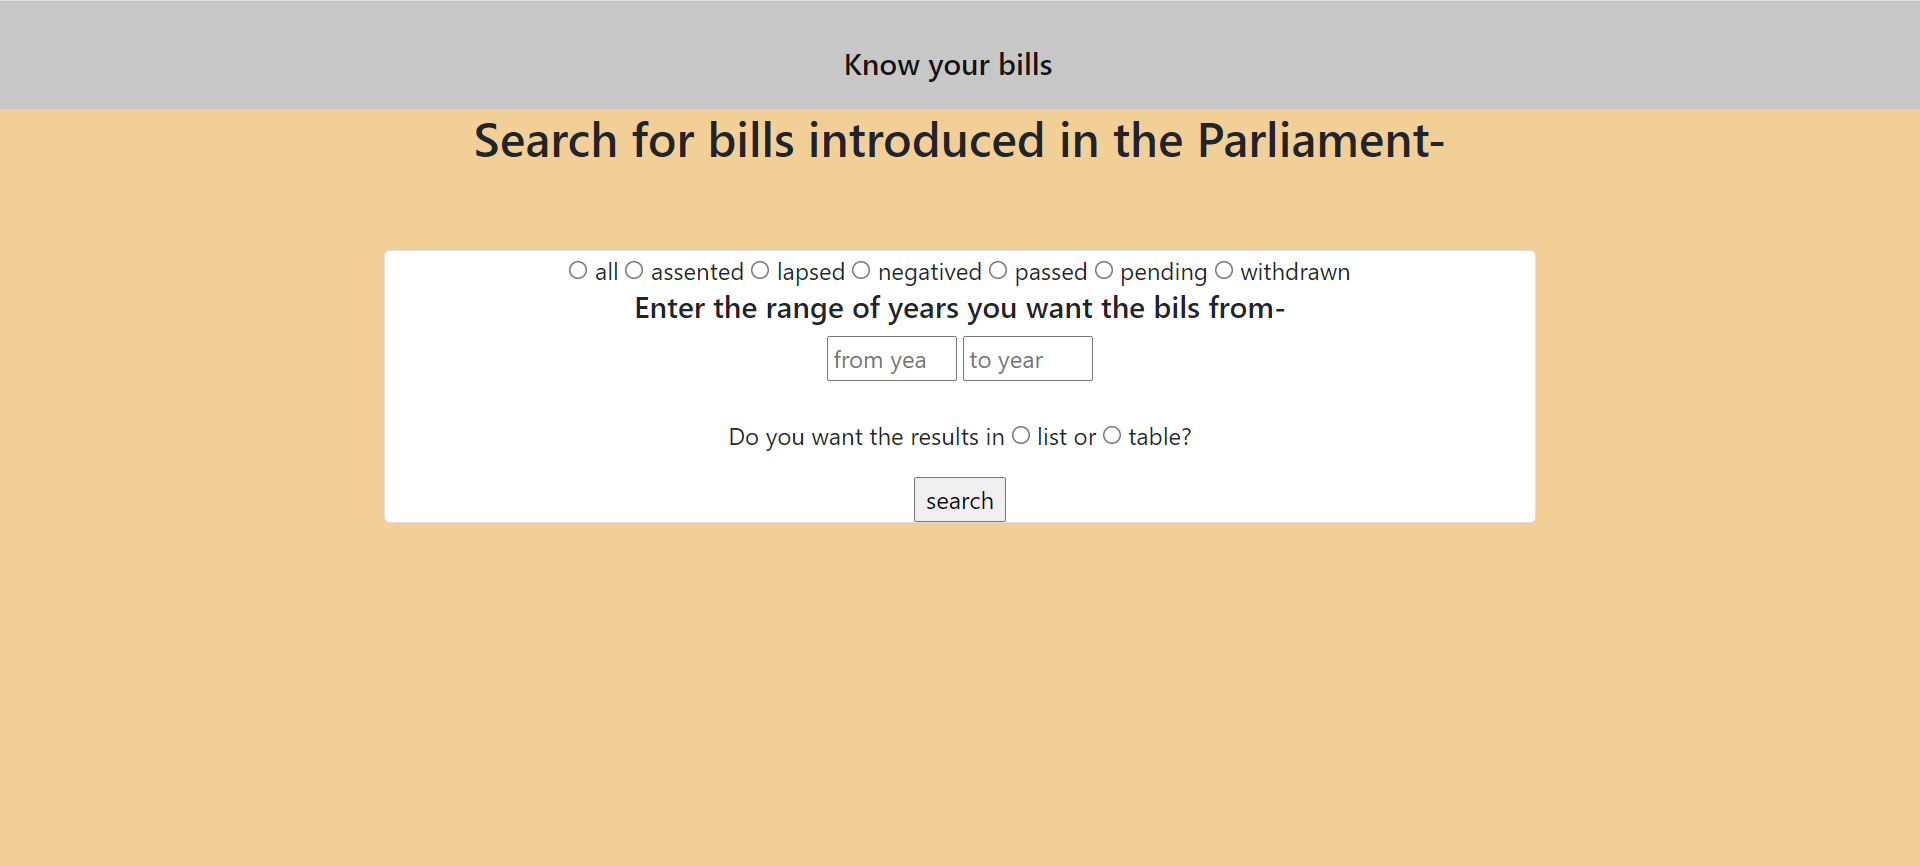 Know your bills
Search for bills introduced in the Parliament-
all assented lapsed negatived passed pending withdrawn
Enter the range of years you want the bils from-
from yea to year
Do you want the results in list or table?
search